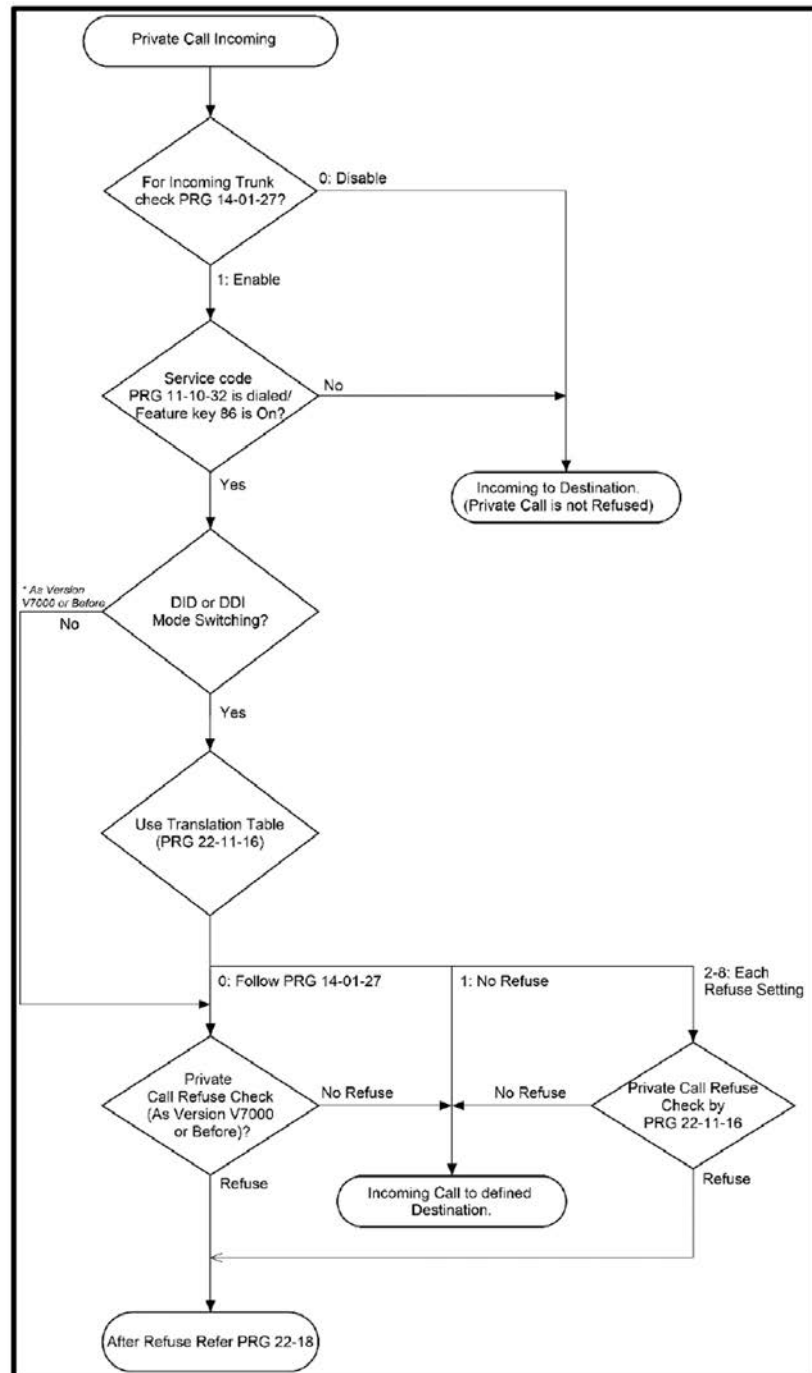 Private Call Incoming
For Incoming Trunk
check PRG 14-01-27?
0: Disable
1: Enable
Service code
PRG 11-10-32 is dialed/
Feature key 86 is On?
No
Yes
Incoming to Destination.
(Private Call is not Refused)
* As Version
V7000 or Before
No
DID or DDI
Mode Switching?
Yes
Use Translation Table
(PRG 22-11-16)
0: Follow PRG 14-01-27
1: No Refuse
2-8: Each
Refuse Setting
Private
Call Refuse Check
(As Version V7000
or Before)?
No Refuse
No Refuse
Private Call Refuse
Check by
PRG 22-11-16
Refuse
Refuse
Incoming Call to defined
Destination.
After Refuse Refer PRG 22-18